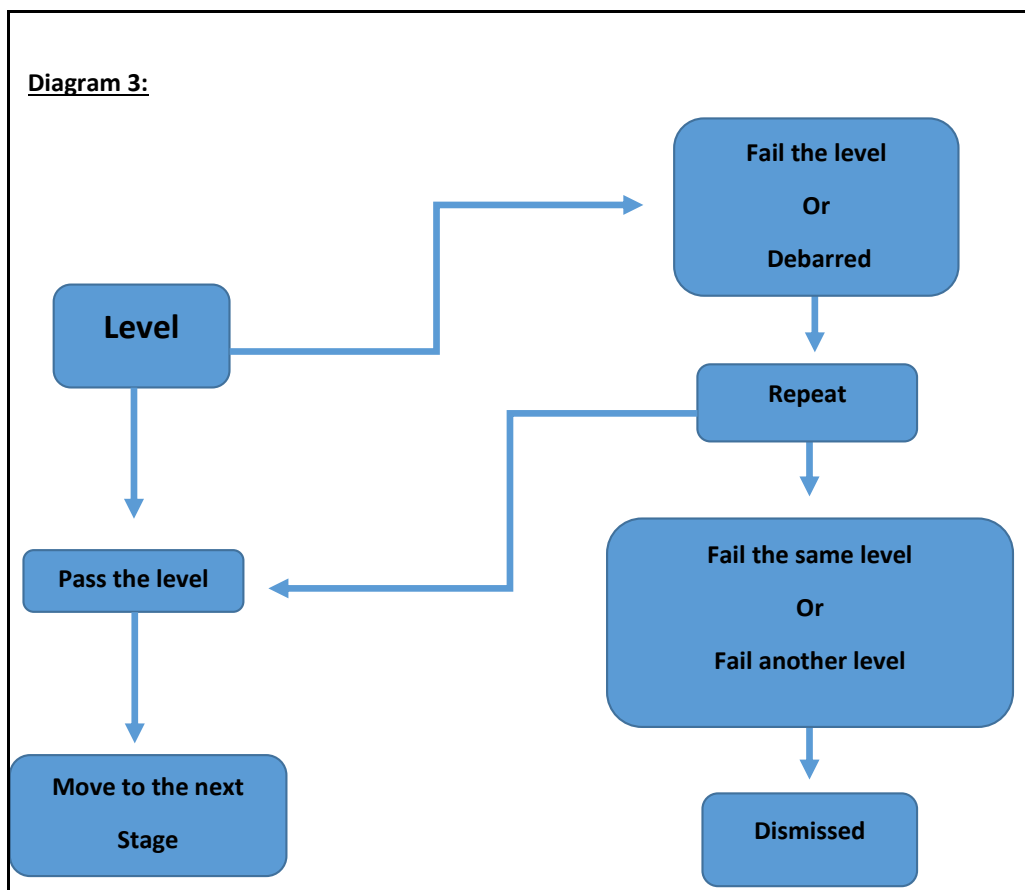 Diagram 3:
Fail the level
Or
Debarred
Level
Repeat
Pass the level
Fail the same level
Or
Fail another level
Move to the next
Stage
Dismissed